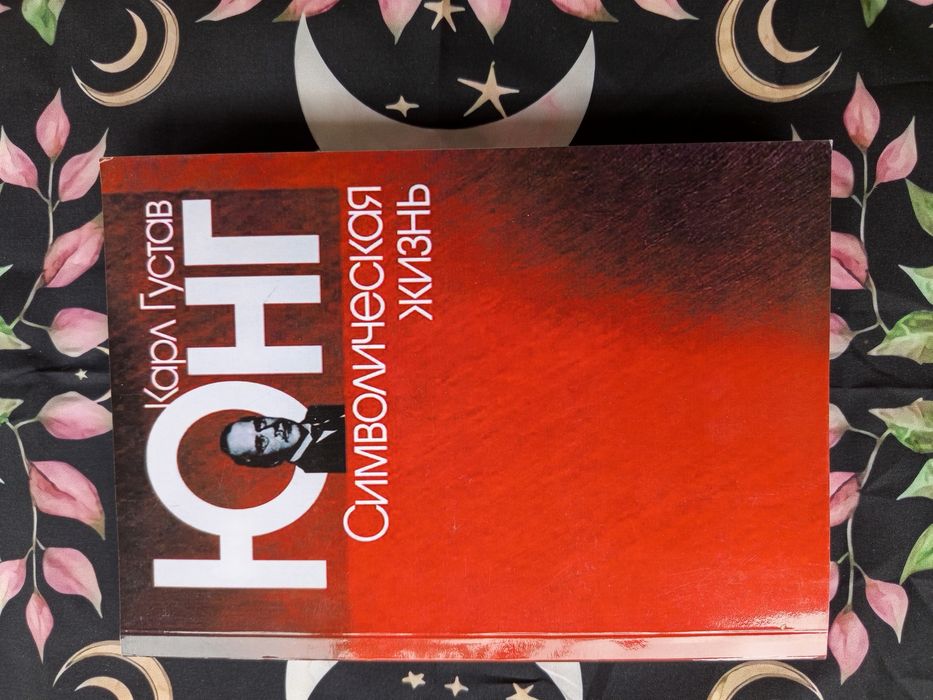 Карл Густав
ЮНГ
Символическая
жизнь